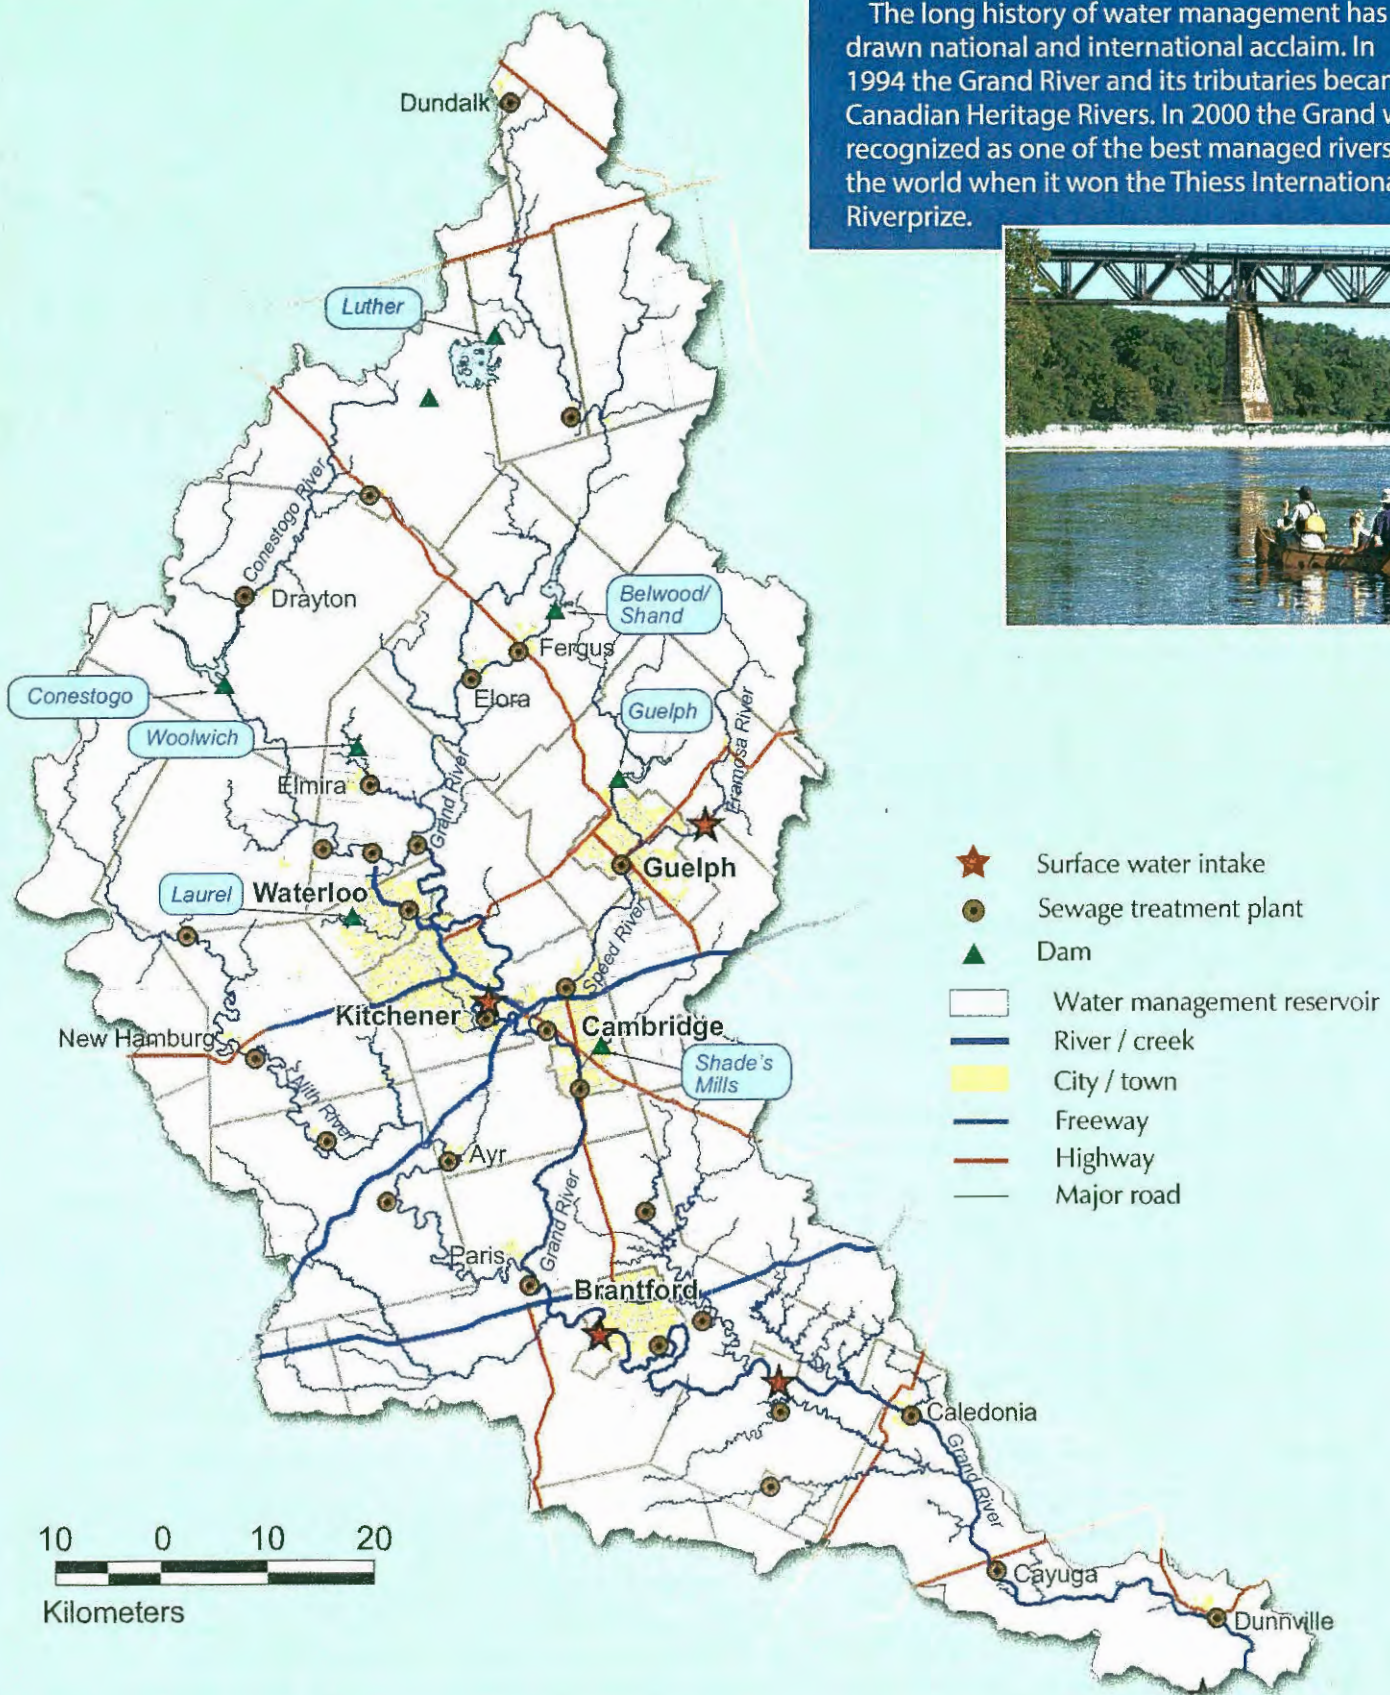 The long history of water management has
drawn national and international acclaim. In
1994 the Grand River and its tributaries becam
Canadian Heritage Rivers. In 2000 the Grand w
recognized as one of the best managed rivers
the world when it won the Thiess Internationa
Riverprize.
Dundalk
Luther
Conestogo River
Drayton
Belwood/
Shand
Fergus
Elora
Conestogo
Guelph
Woolwich
Eramosa River
Elmira
Grand River
Guelph
Laurel
Waterloo
Speed River
Kitchener
Cambridge
New Hamburg
Shade's
Mills
Nith River
Ayr
Grand River
Paris
Brantford
Caledonia
Grand River
Cayuga
Dunnville
Surface water intake
Sewage treatment plant
Dam
Water management reservoir
River / creek
City / town
Freeway
Highway
Major road
10 0 10 20
Kilometers